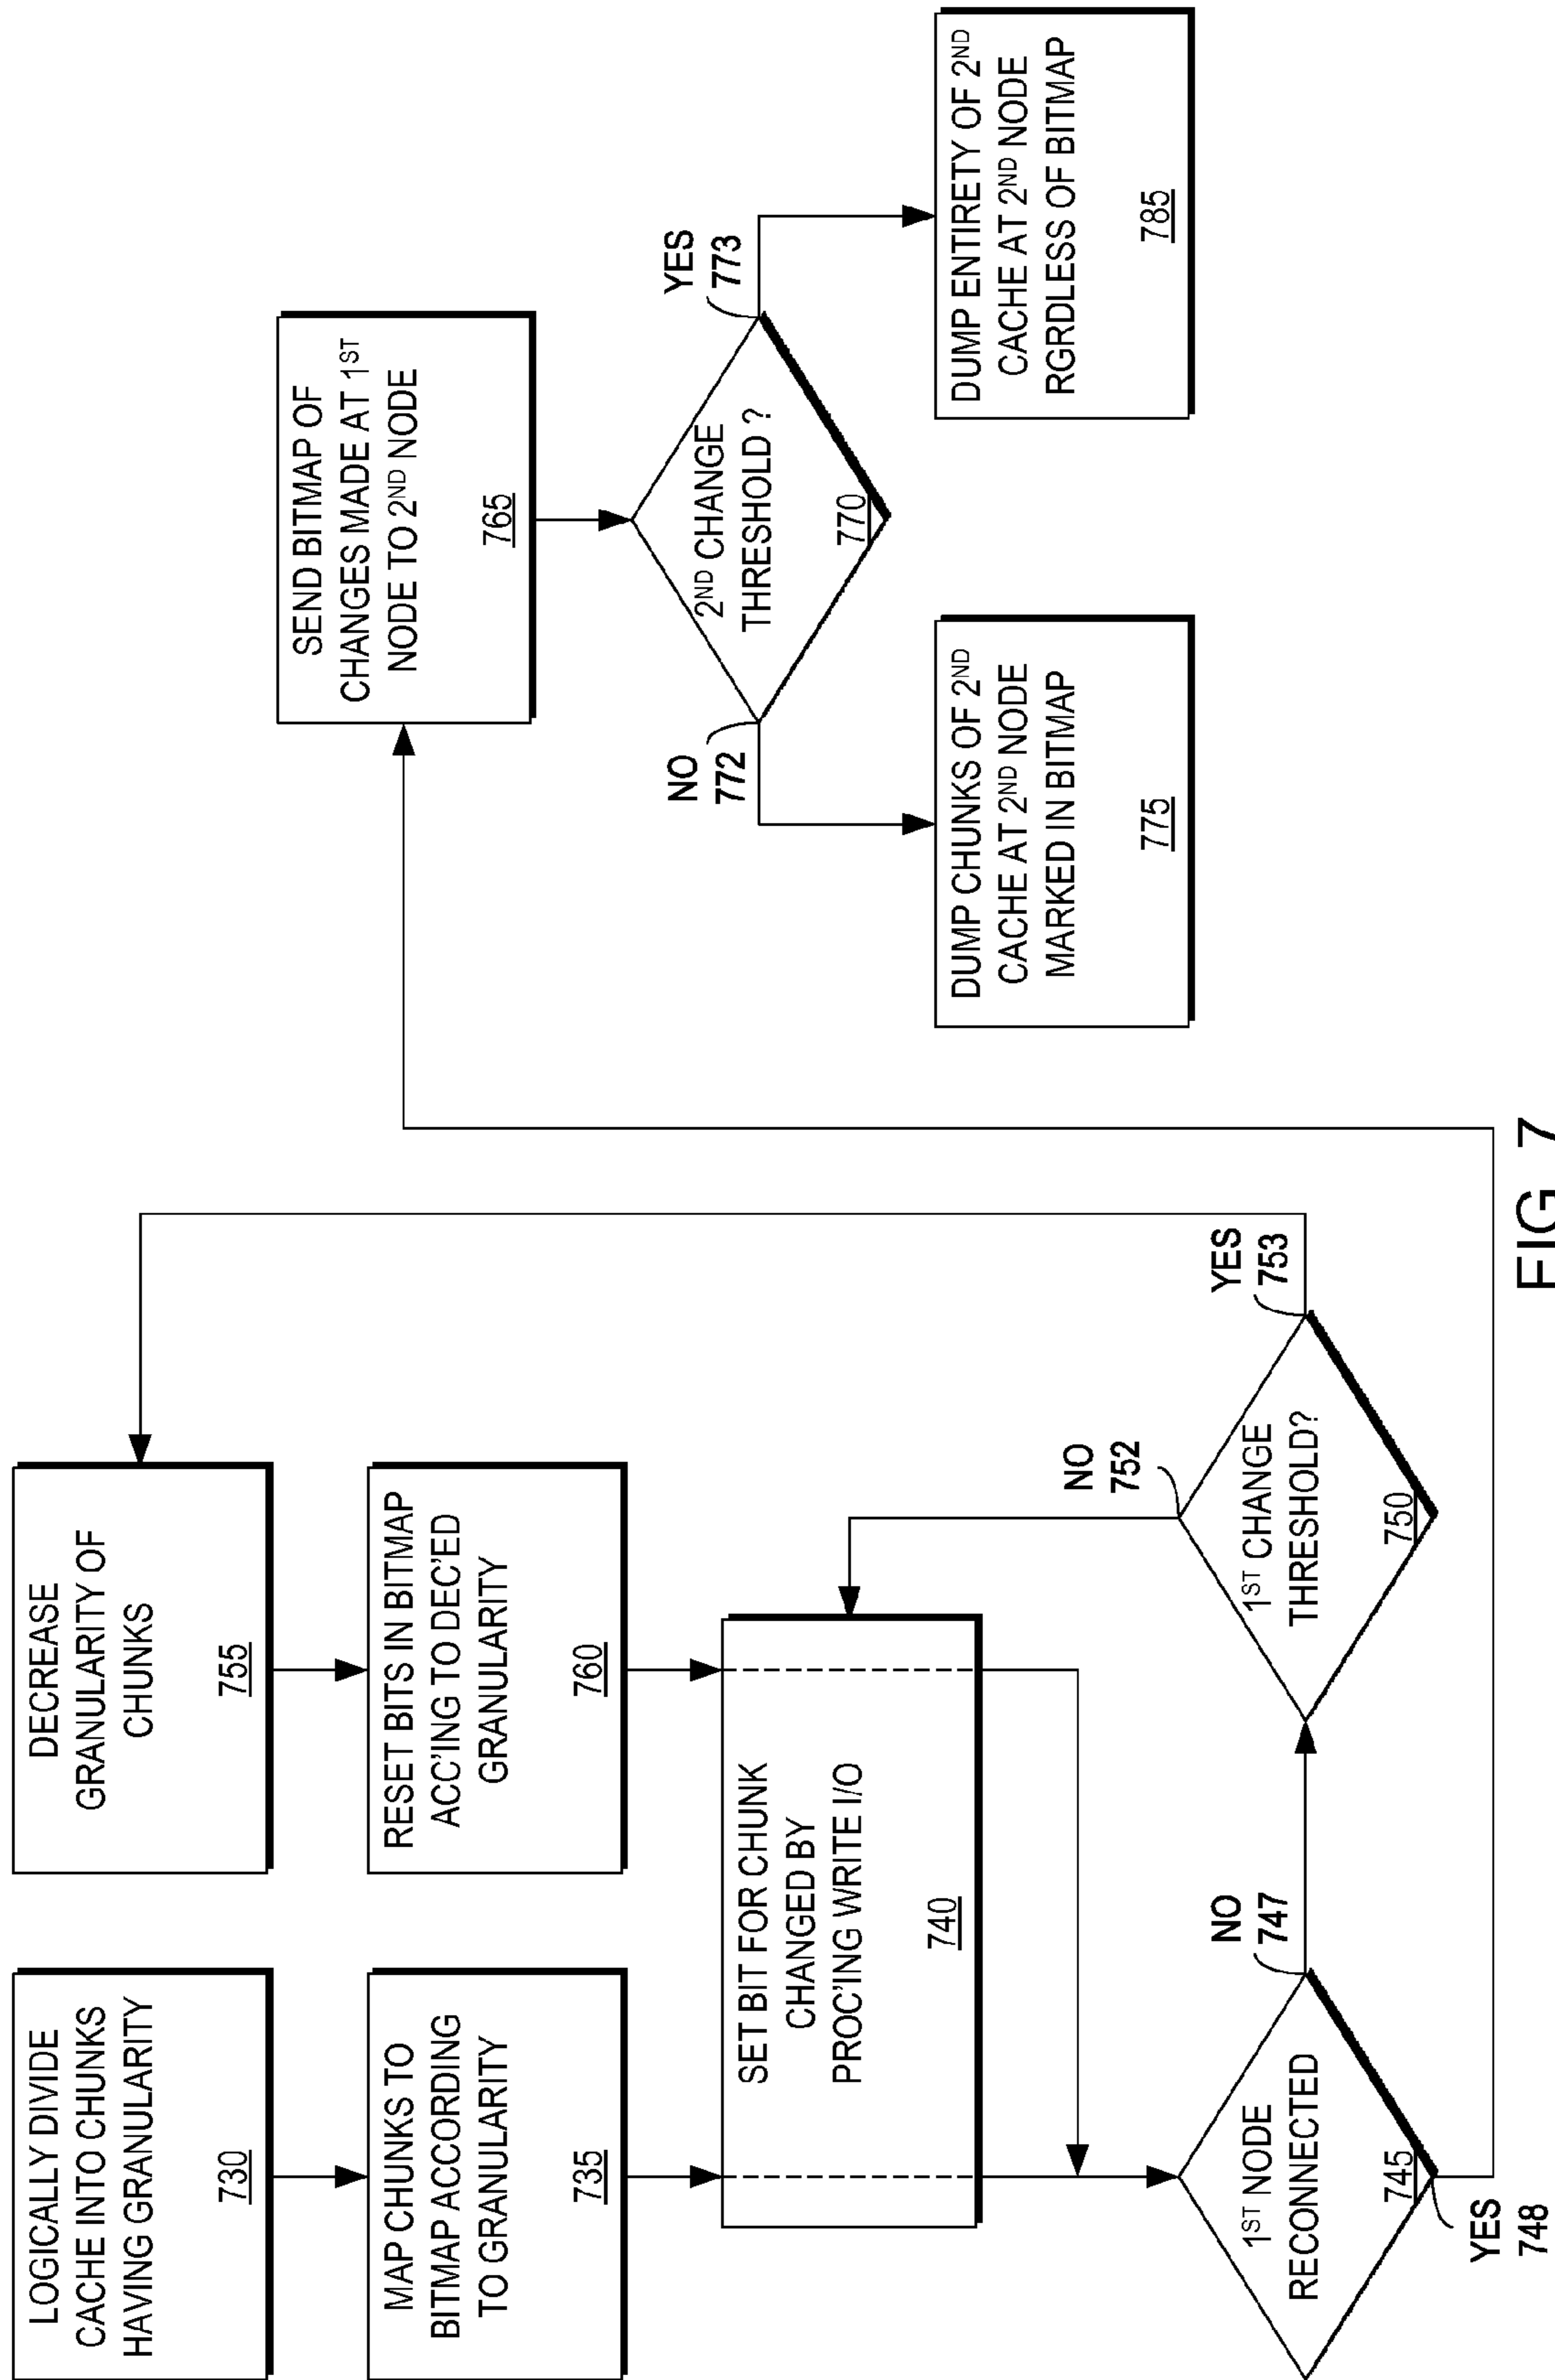 LOGICALLY DIVIDE
CACHE INTO CHUNKS
HAVING GRANULARITY
730
MAP CHUNKS TO
BITMAP ACCORDING
TO GRANULARITY
735
DECREASE
GRANULARITY OF
CHUNKS
755
RESET BITS IN BITMAP
ACC'ING TO DEC'ED
GRANULARITY
760
SET BIT FOR CHUNK
CHANGED BY
PROC'ING WRITE I/O
740
1ST NODE
RECONNECTED
745
NO
747
YES
748
1ST CHANGE
THRESHOLD?
750
NO
752
YES
753
SEND BITMAP OF
CHANGES MADE AT 1ST
NODE TO 2ND NODE
765
2ND CHANGE
THRESHOLD ?
770
NO
772
YES
773
DUMP CHUNKS OF 2ND
CACHE AT 2ND NODE
MARKED IN BITMAP
775
DUMP ENTIRETY OF 2ND
CACHE AT 2ND NODE
RGRDLESS OF BITMAP
785
FIG 7